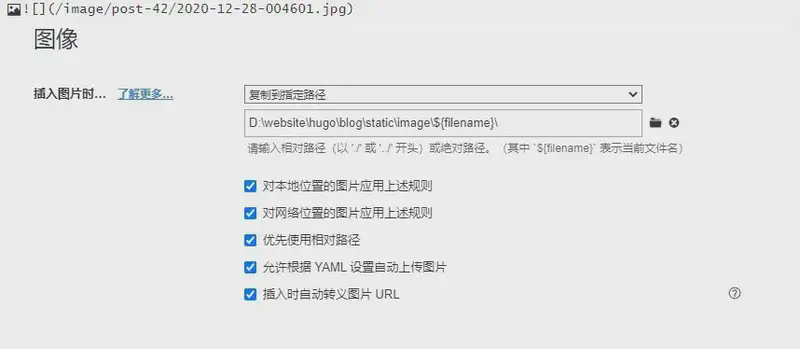 ![](/image/post-42/2020-12-28-004601.jpg)
图像
插入图片时... 了解更多... 复制到指定路径
D:\website\hugo\blog\static\image\${filename}\
请输入相对路径（以 './' 或 '../' 开头）或绝对路径。（其中 `${filename}` 表示当前文件名）
对本地位置的图片应用上述规则
对网络位置的图片应用上述规则
优先使用相对路径
允许根据 YAML 设置自动上传图片
插入时自动转义图片 URL